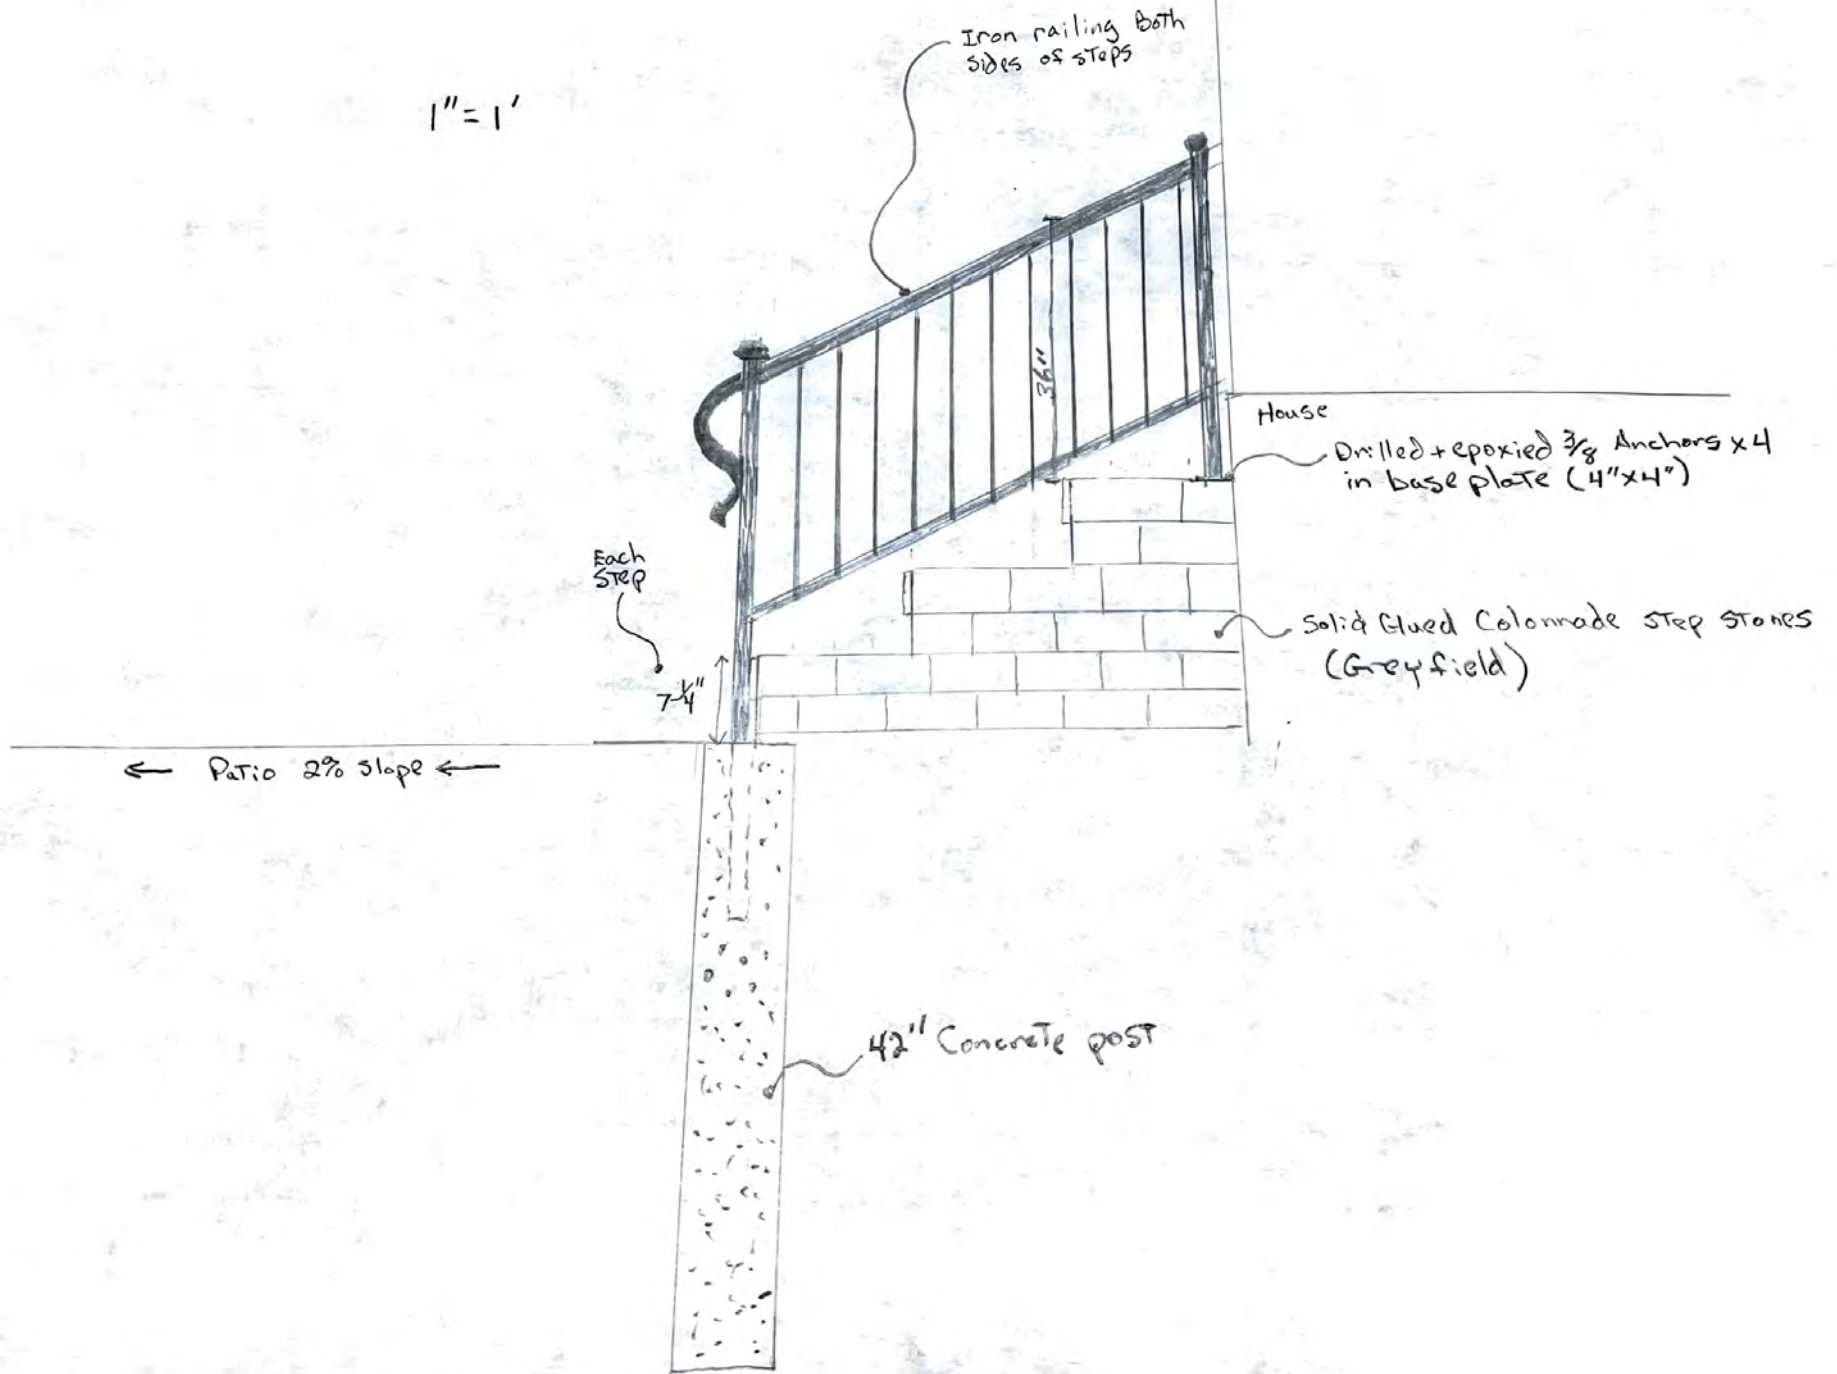 Iron railing Both
Sides of steps
1" = 1'
36"
House
Drilled + epoxied 3/8 Anchors x 4
in base plate (4"x4")
Each
Step
7-1/4"
Solid Glued Colonnade Step Stones
(Greyfield)
← Patio 2% Slope ←
42" Concrete post